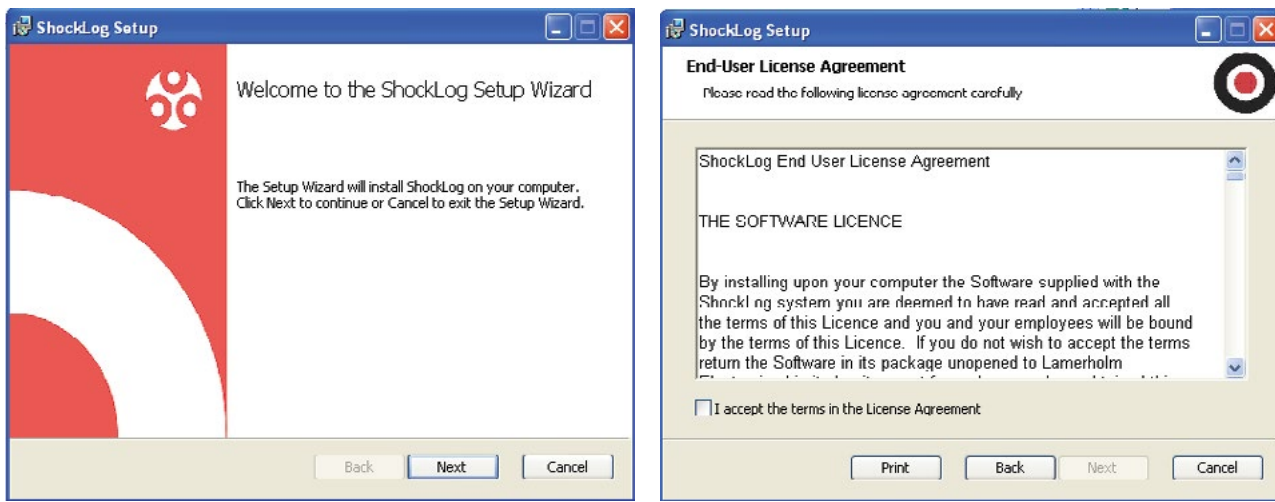 ShockLog Setup
Welcome to the ShockLog Setup Wizard
The Setup Wizard will install ShockLog on your computer.
Click Next to continue or Cancel to exit the Setup Wizard.
Back Next Cancel
ShockLog Setup
End-User License Agreement
Please read the following license agreement carefully
ShockLog End User License Agreement
THE SOFTWARE LICENCE
By installing upon your computer the Software supplied with the
ShockLog system you are deemed to have read and accepted all
the terms of this Licence and you and your employees will be bound
by the terms of this Licence. If you do not wish to accept the terms
return the Software in its package unopened to Lamerholm
I accept the terms in the License Agreement
Print Back Next Cancel